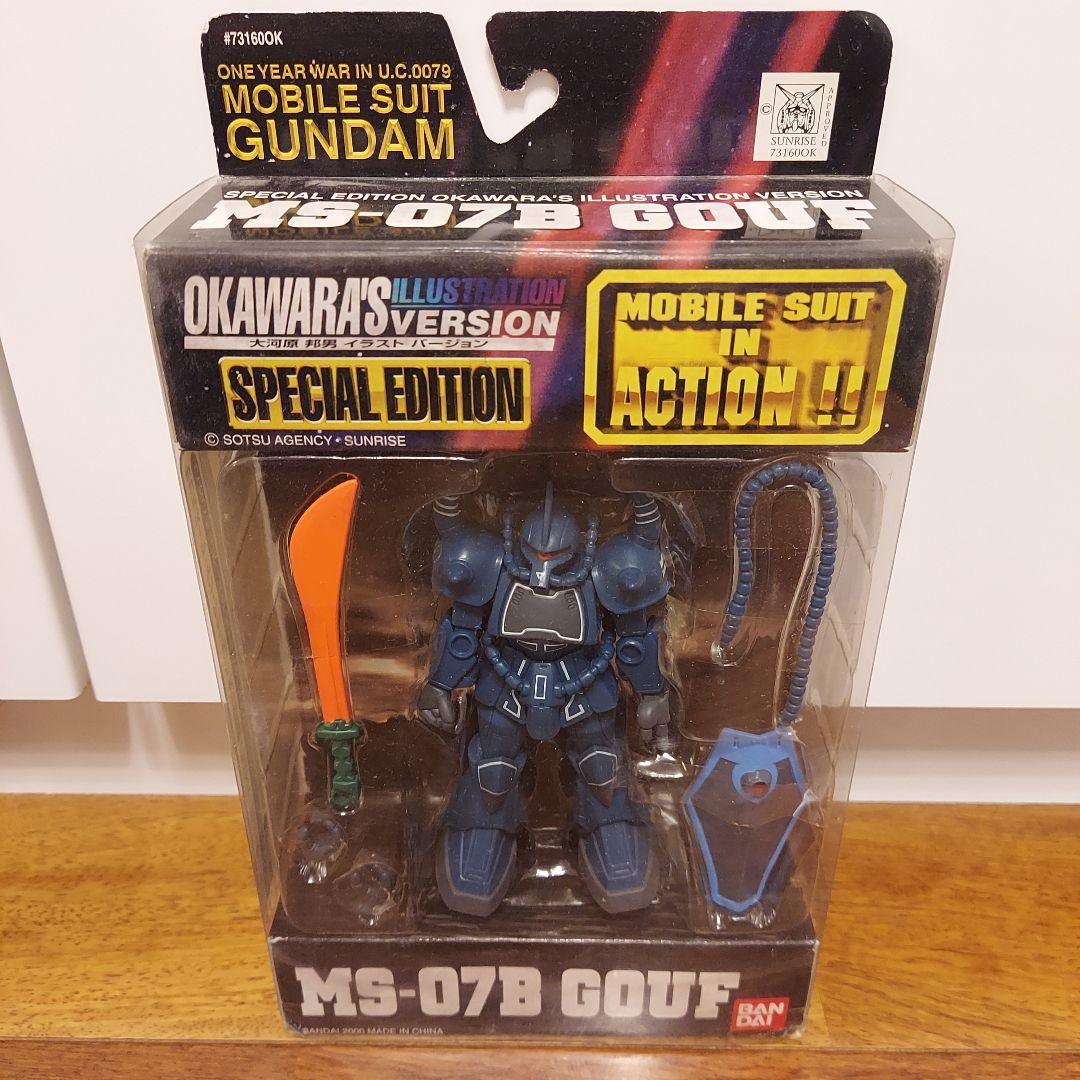 #73160OK
ONE YEAR WAR IN U.C.0079
MOBILE SUIT
GUNDAM
©
APPROVED
SUNRISE
73160OK
SPECIAL EDITION OKAWARA'S ILLUSTRATION VERSION
MS-07B GOUF
OKAWARA'S ILLUSTRATION
VERSION
大河原 邦男 イラスト バージョン
SPECIAL EDITION
MOBILE SUIT
IN
ACTION !!
© SOTSU AGENCY・SUNRISE
MS-07B GOUF
BAN
DAI
BANDAI 2000 MADE IN CHINA